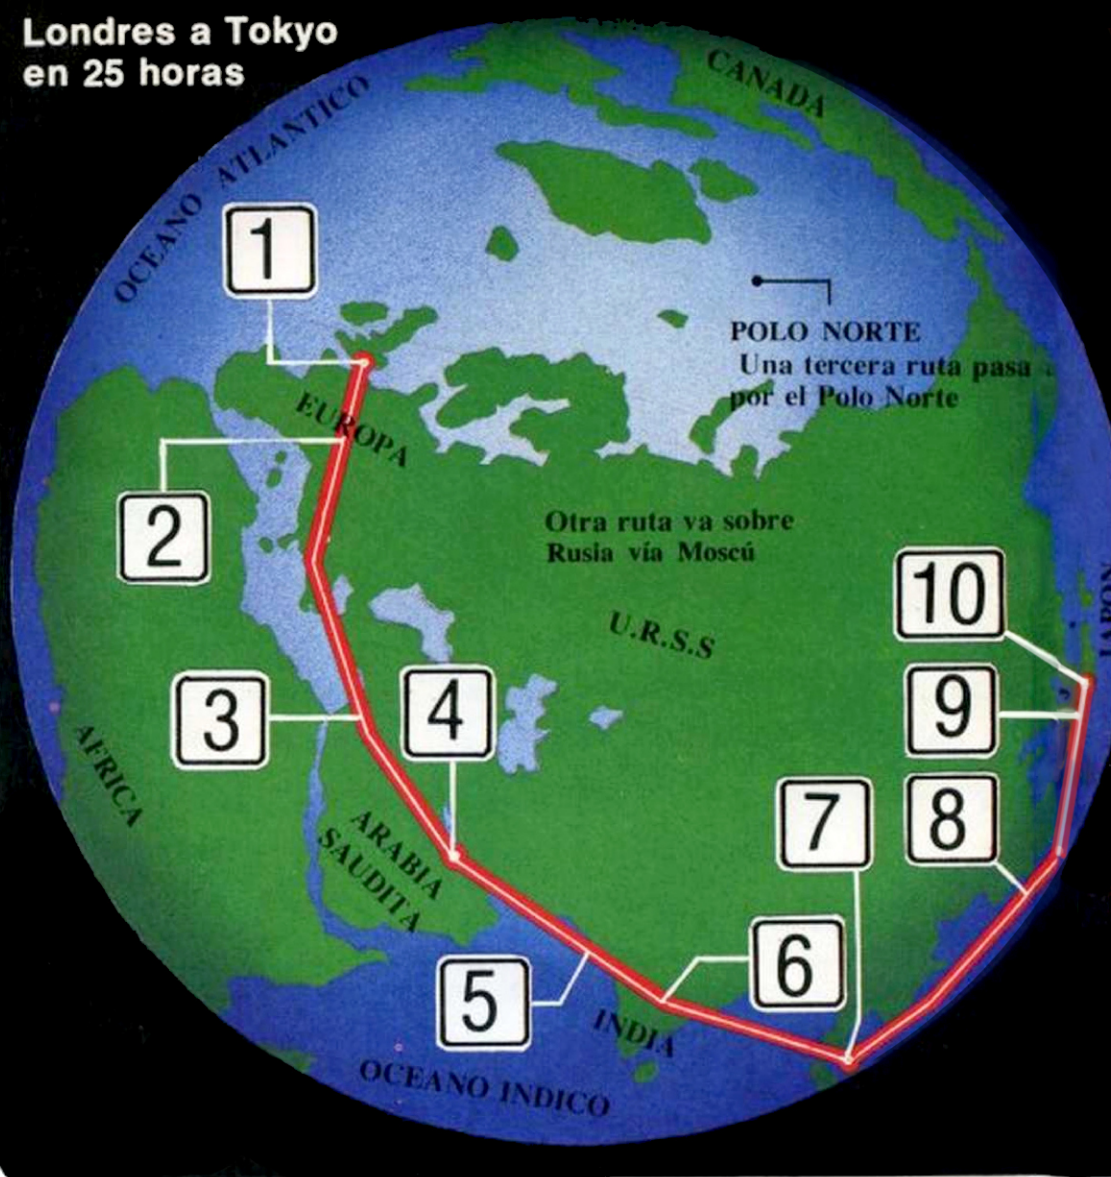 Londres a Tokyo
en 25 horas
CANADA
OCEANO ATLANTICO
1
POLO NORTE
Una tercera ruta pasa
por el Polo Norte
EUROPA
2
Otra ruta va sobre
Rusia vía Moscú
10
JAPON
U.R.S.S
3
4
9
AFRICA
7
8
ARABIA
SAUDITA
5
6
INDIA
OCEANO INDICO